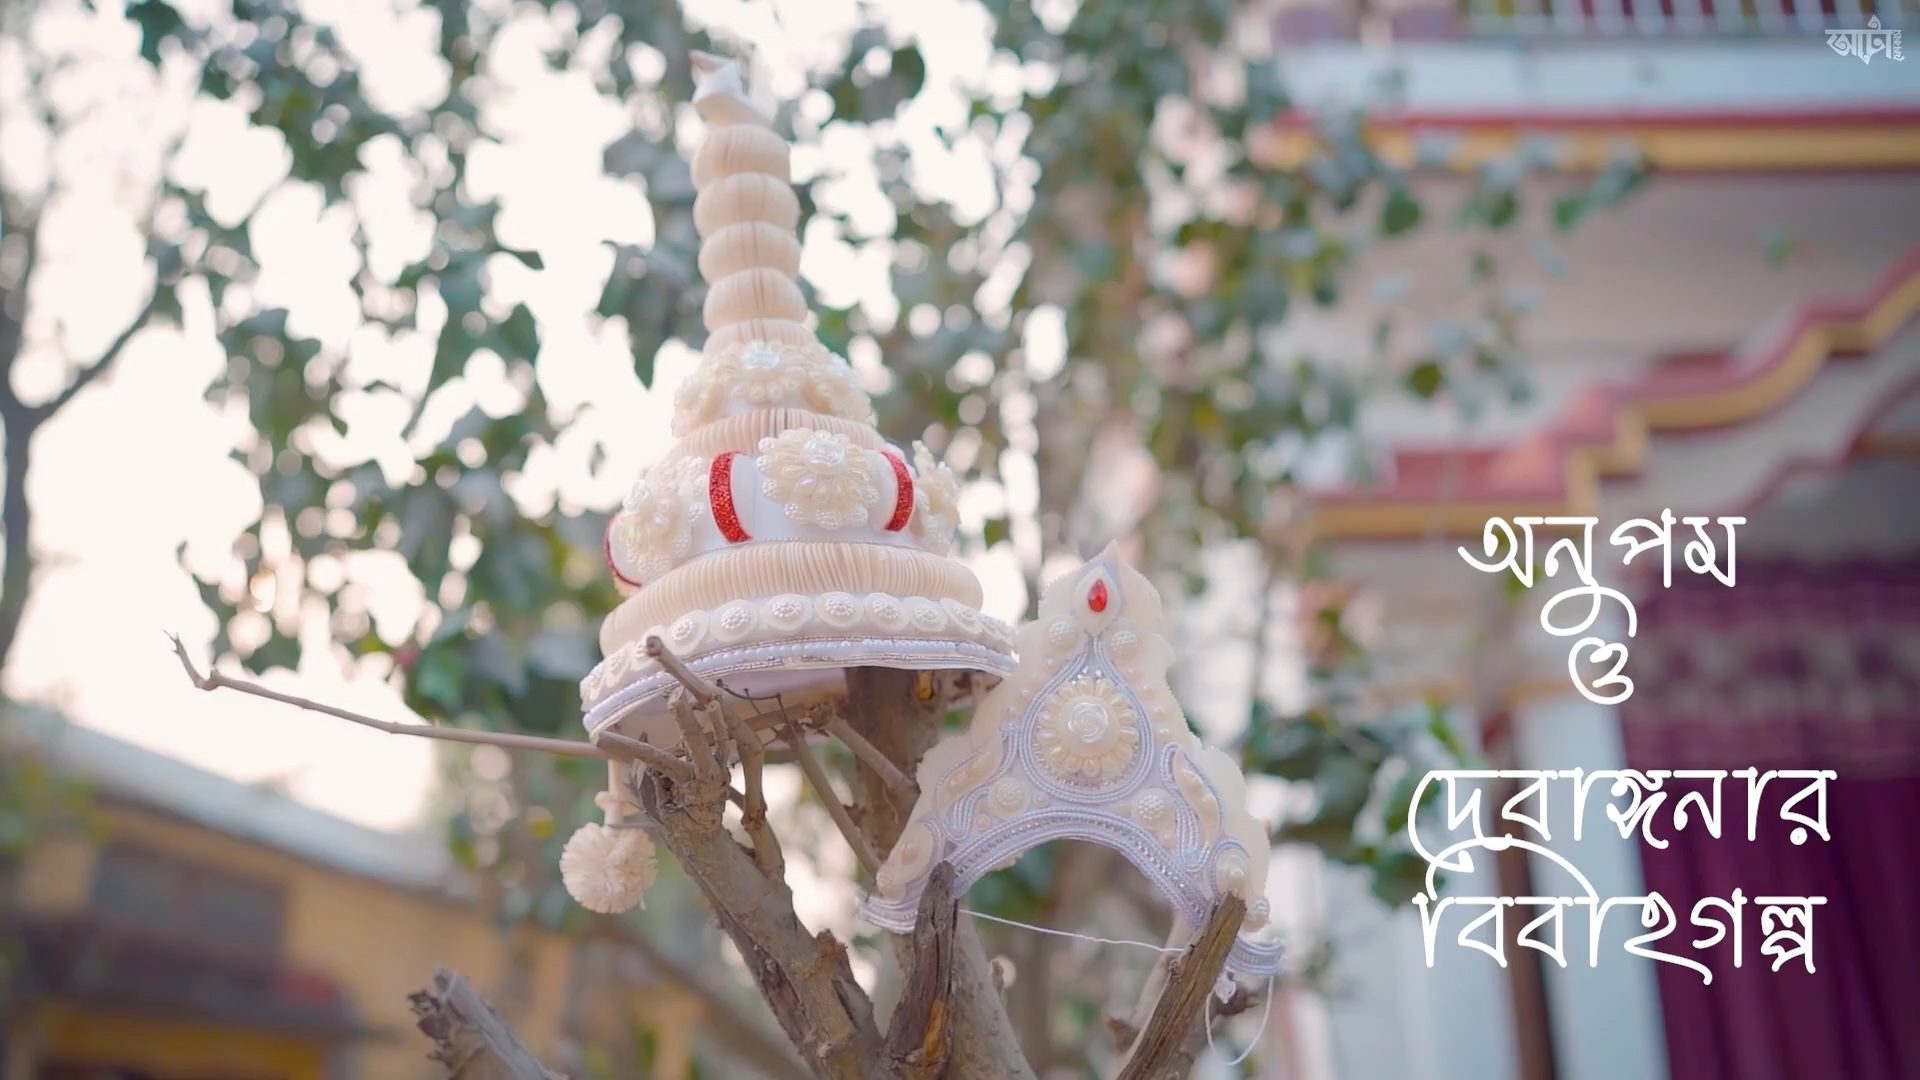 অনুপম
ও
দেবাঙ্গনার
বিবাহগল্প